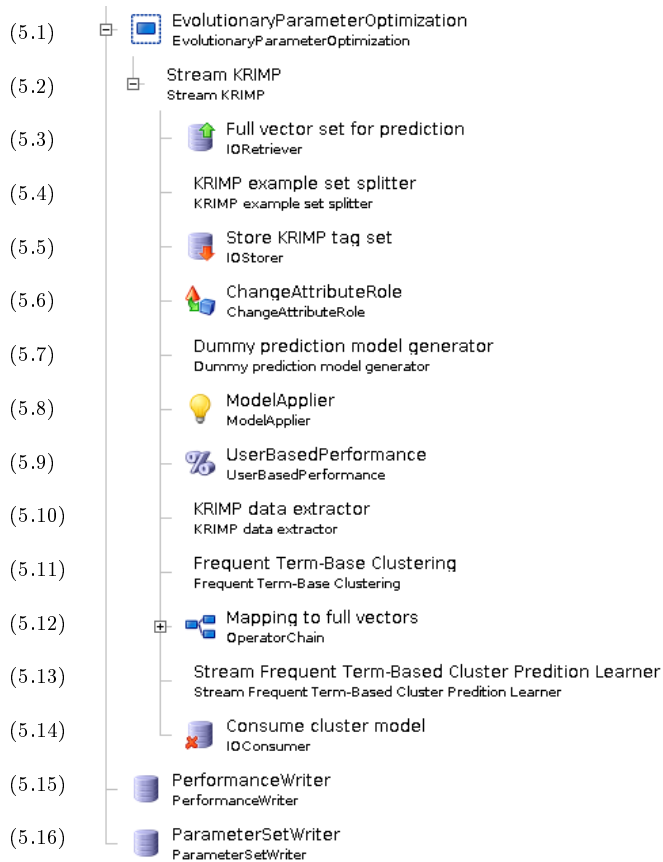 (5.1) EvolutionaryParameterOptimization
EvolutionaryParameterOptimization
(5.2) Stream KRIMP
Stream KRIMP
(5.3) Full vector set for prediction
IORetriever
(5.4) KRIMP example set splitter
KRIMP example set splitter
(5.5) Store KRIMP tag set
IOStorer
(5.6) ChangeAttributeRole
ChangeAttributeRole
(5.7) Dummy prediction model generator
Dummy prediction model generator
(5.8) ModelApplier
ModelApplier
(5.9) UserBasedPerformance
UserBasedPerformance
(5.10) KRIMP data extractor
KRIMP data extractor
(5.11) Frequent Term-Base Clustering
Frequent Term-Base Clustering
(5.12) Mapping to full vectors
OperatorChain
(5.13) Stream Frequent Term-Based Cluster Predition Learner
Stream Frequent Term-Based Cluster Predition Learner
(5.14) Consume cluster model
IOConsumer
(5.15) PerformanceWriter
PerformanceWriter
(5.16) ParameterSetWriter
ParameterSetWriter